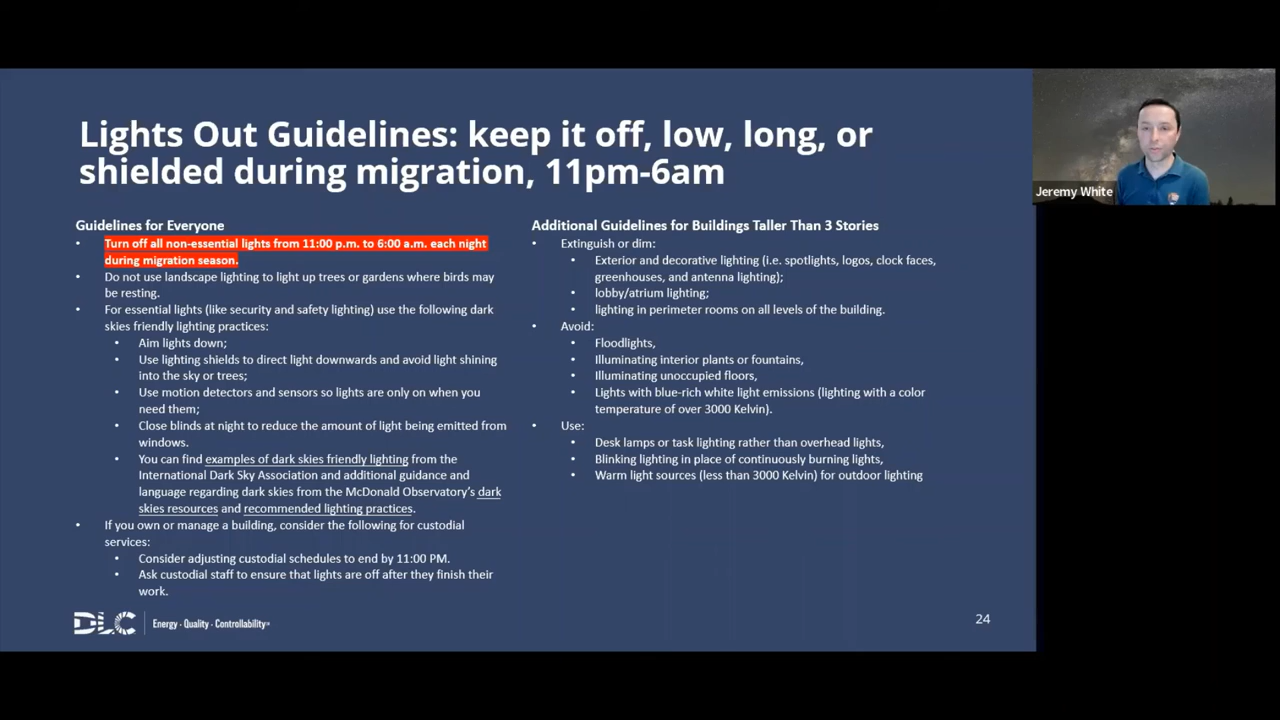 Lights Out Guidelines: keep it off, low, long, or
shielded during migration, 11pm-6am
Guidelines for Everyone
• Turn off all non-essential lights from 11:00 p.m. to 6:00 a.m. each night
during migration season.
• Do not use landscape lighting to light up trees or gardens where birds may
be resting.
• For essential lights (like security and safety lighting) use the following dark
skies friendly lighting practices:
• Aim lights down;
• Use lighting shields to direct light downwards and avoid light shining
into the sky or trees;
• Use motion detectors and sensors so lights are only on when you
need them;
• Close blinds at night to reduce the amount of light being emitted from
windows.
• You can find examples of dark skies friendly lighting from the
International Dark Sky Association and additional guidance and
language regarding dark skies from the McDonald Observatory's dark
skies resources and recommended lighting practices.
• If you own or manage a building, consider the following for custodial
services:
• Consider adjusting custodial schedules to end by 11:00 PM.
• Ask custodial staff to ensure that lights are off after they finish their
work.
Additional Guidelines for Buildings Taller Than 3 Stories
• Extinguish or dim:
• Exterior and decorative lighting (i.e. spotlights, logos, clock faces,
greenhouses, and antenna lighting);
• lobby/atrium lighting;
• lighting in perimeter rooms on all levels of the building.
• Avoid:
• Floodlights,
• Illuminating interior plants or fountains,
• Illuminating unoccupied floors,
• Lights with blue-rich white light emissions (lighting with a color
temperature of over 3000 Kelvin).
• Use:
• Desk lamps or task lighting rather than overhead lights,
• Blinking lighting in place of continuously burning lights,
• Warm light sources (less than 3000 Kelvin) for outdoor lighting
DLC Energy · Quality · Controllability®
24
Jeremy White